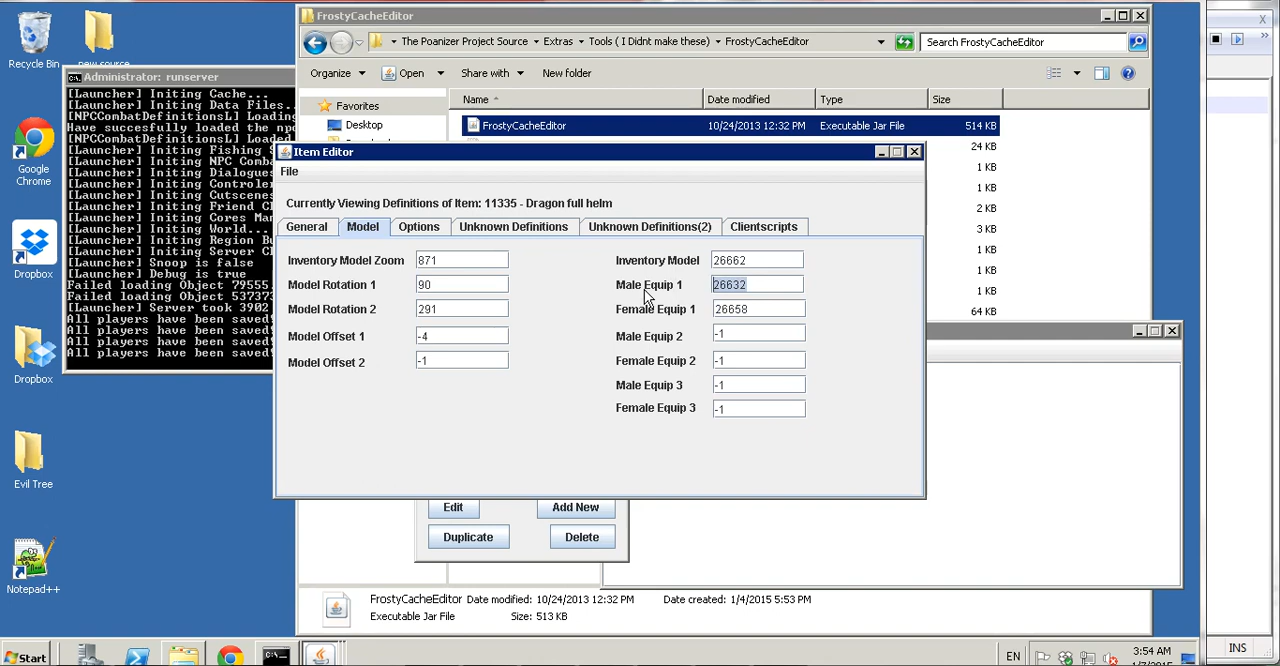 FrostyCacheEditor
The Poanizer Project Sour
Extras
Tools ( I Didnt make these)
FrostyCacheEditor
Search FrostyCacheEditor
Organize
Open
Share with
New folder
Favorites
Desktop
Name
Date modified
Type
Size
FrostyCacheEditor
10/24/2013 12:32 PM
Executable Jar File
514 KB
24 KB
1 KB
1 KB
2 KB
3 KB
1 KB
1 KB
64 KB
Recycle Bin
new source
Google
Chrome
Dropbox
Dropbox
Evil Tree
Notepad++
Administrator: runserver
[Launcher] Initing Cache...
[Launcher] Initing Data Files..
[NPCCombatDefinitionsL] Loading
Have succesfully loaded the npc
[NPCCombatDefinitionsL] Loaded
[Launcher] Initing Fishing S
[Launcher] Initing NPC Comba
[Launcher] Initing Dialogues
[Launcher] Initing Controler
[Launcher] Initing Cutscenes
[Launcher] Initing Friend C
[Launcher] Initing Cores Man
[Launcher] Initing World...
[Launcher] Initing Region Bu
[Launcher] Initing Server C
[Launcher] Snoop is false
[Launcher] Debug is true
Failed loading Object 79555.
Failed loading Object 537373
[Launcher] Server took 3902
All players have been saved!
All players have been saved!
All players have been saved!
Item Editor
File
Currently Viewing Definitions of Item: 11335 - Dragon full helm
General
Model
Options
Unknown Definitions
Unknown Definitions(2)
Clientscripts
Inventory Model Zoom 871
Inventory Model 26662
Model Rotation 1 90
Male Equip 1 26632
Model Rotation 2 291
Female Equip 1 26658
Model Offset 1 -4
Male Equip 2 -1
Model Offset 2 -1
Female Equip 2 -1
Male Equip 3 -1
Female Equip 3 -1
Edit
Add New
Duplicate
Delete
FrostyCacheEditor Date modified: 10/24/2013 12:32 PM
Date created: 1/4/2015 5:53 PM
Executable Jar File
Size: 513 KB
Start
EN
3:54 AM
INS